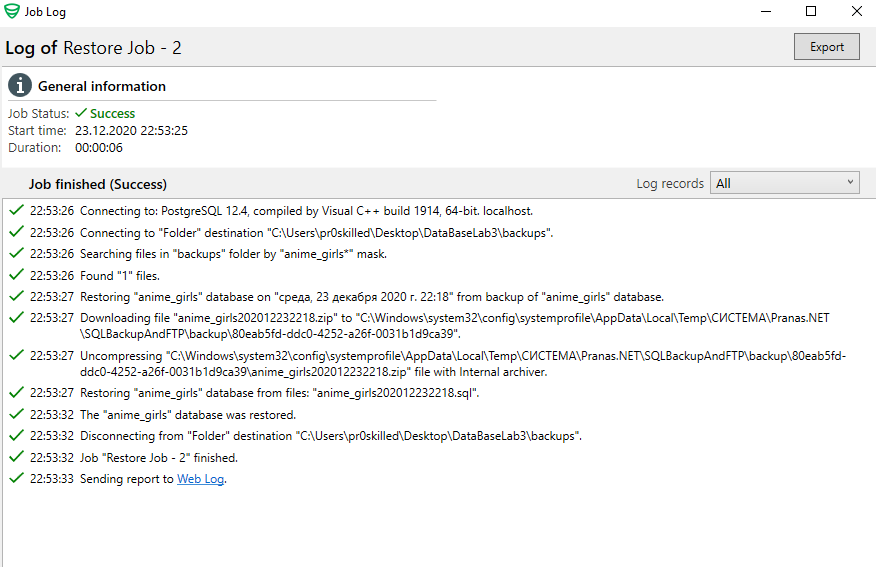 Job Log
Log of Restore Job - 2
Export
General information
Job Status: Success
Start time: 23.12.2020 22:53:25
Duration: 00:00:06
Job finished (Success)
Log records All
22:53:26 Connecting to: PostgreSQL 12.4, compiled by Visual C++ build 1914, 64-bit. localhost.
22:53:26 Connecting to "Folder" destination "C:\Users\pr0skilled\Desktop\DataBaseLab3\backups".
22:53:26 Searching files in "backups" folder by "anime_girls*" mask.
22:53:26 Found "1" files.
22:53:27 Restoring "anime_girls" database on "среда, 23 декабря 2020 г. 22:18" from backup of "anime_girls" database.
22:53:27 Downloading file "anime_girls202012232218.zip" to "C:\Windows\system32\config\systemprofile\AppData\Local\Temp\СИСТЕМА\Pranas.NET
\SQLBackupAndFTP\backup\80eab5fd-ddc0-4252-a26f-0031b1d9ca39".
22:53:27 Uncompressing "C:\Windows\system32\config\systemprofile\AppData\Local\Temp\СИСТЕМА\Pranas.NET\SQLBackupAndFTP\backup\80eab5fd-
ddc0-4252-a26f-0031b1d9ca39\anime_girls202012232218.zip" file with Internal archiver.
22:53:27 Restoring "anime_girls" database from files: "anime_girls202012232218.sql".
22:53:32 The "anime_girls" database was restored.
22:53:32 Disconnecting from "Folder" destination "C:\Users\pr0skilled\Desktop\DataBaseLab3\backups".
22:53:32 Job "Restore Job - 2" finished.
22:53:33 Sending report to Web Log.